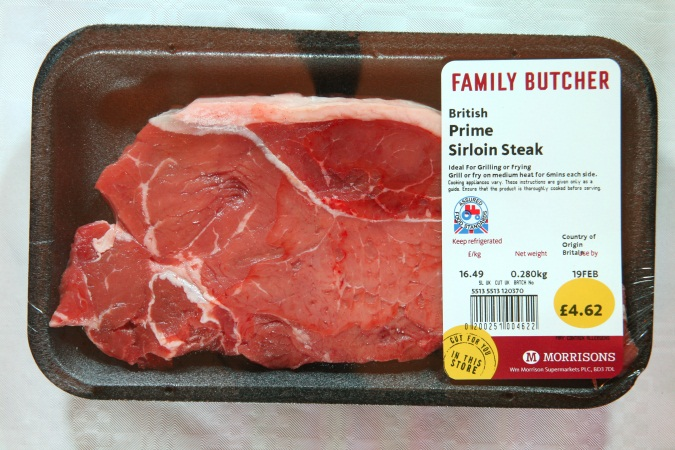 FAMILY BUTCHER
British
Prime
Sirloin Steak
Ideal For Grilling or Frying
Grill or fry on medium heat for 6mins each side.
Cooking appliances vary. These instructions are given only as a
guide. Ensure that the product is thoroughly cooked before serving.
ASSURED
STANDARDS
Keep refrigerated
Country of
Origin
Britain
£/kg Net weight Use by
16.49 0.280kg 19FEB
SL UK CUT UK BATCH No
5513 5513 120370
£4.62
0200251004622
CUT FOR YOU
IN THIS
STORE
M MORRISONS
Wm Morrison Supermarkets PLC, BD3 7DL